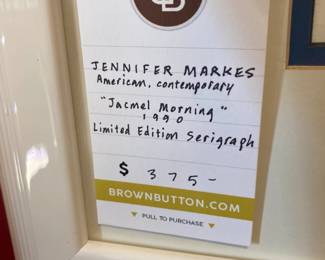 JENNIFER MARKES
American, contemporary
"Jacmel Morning"
1990
Limited Edition Serigraph
$ 375-
BROWNBUTTON.COM
▼ PULL TO PURCHASE ▼